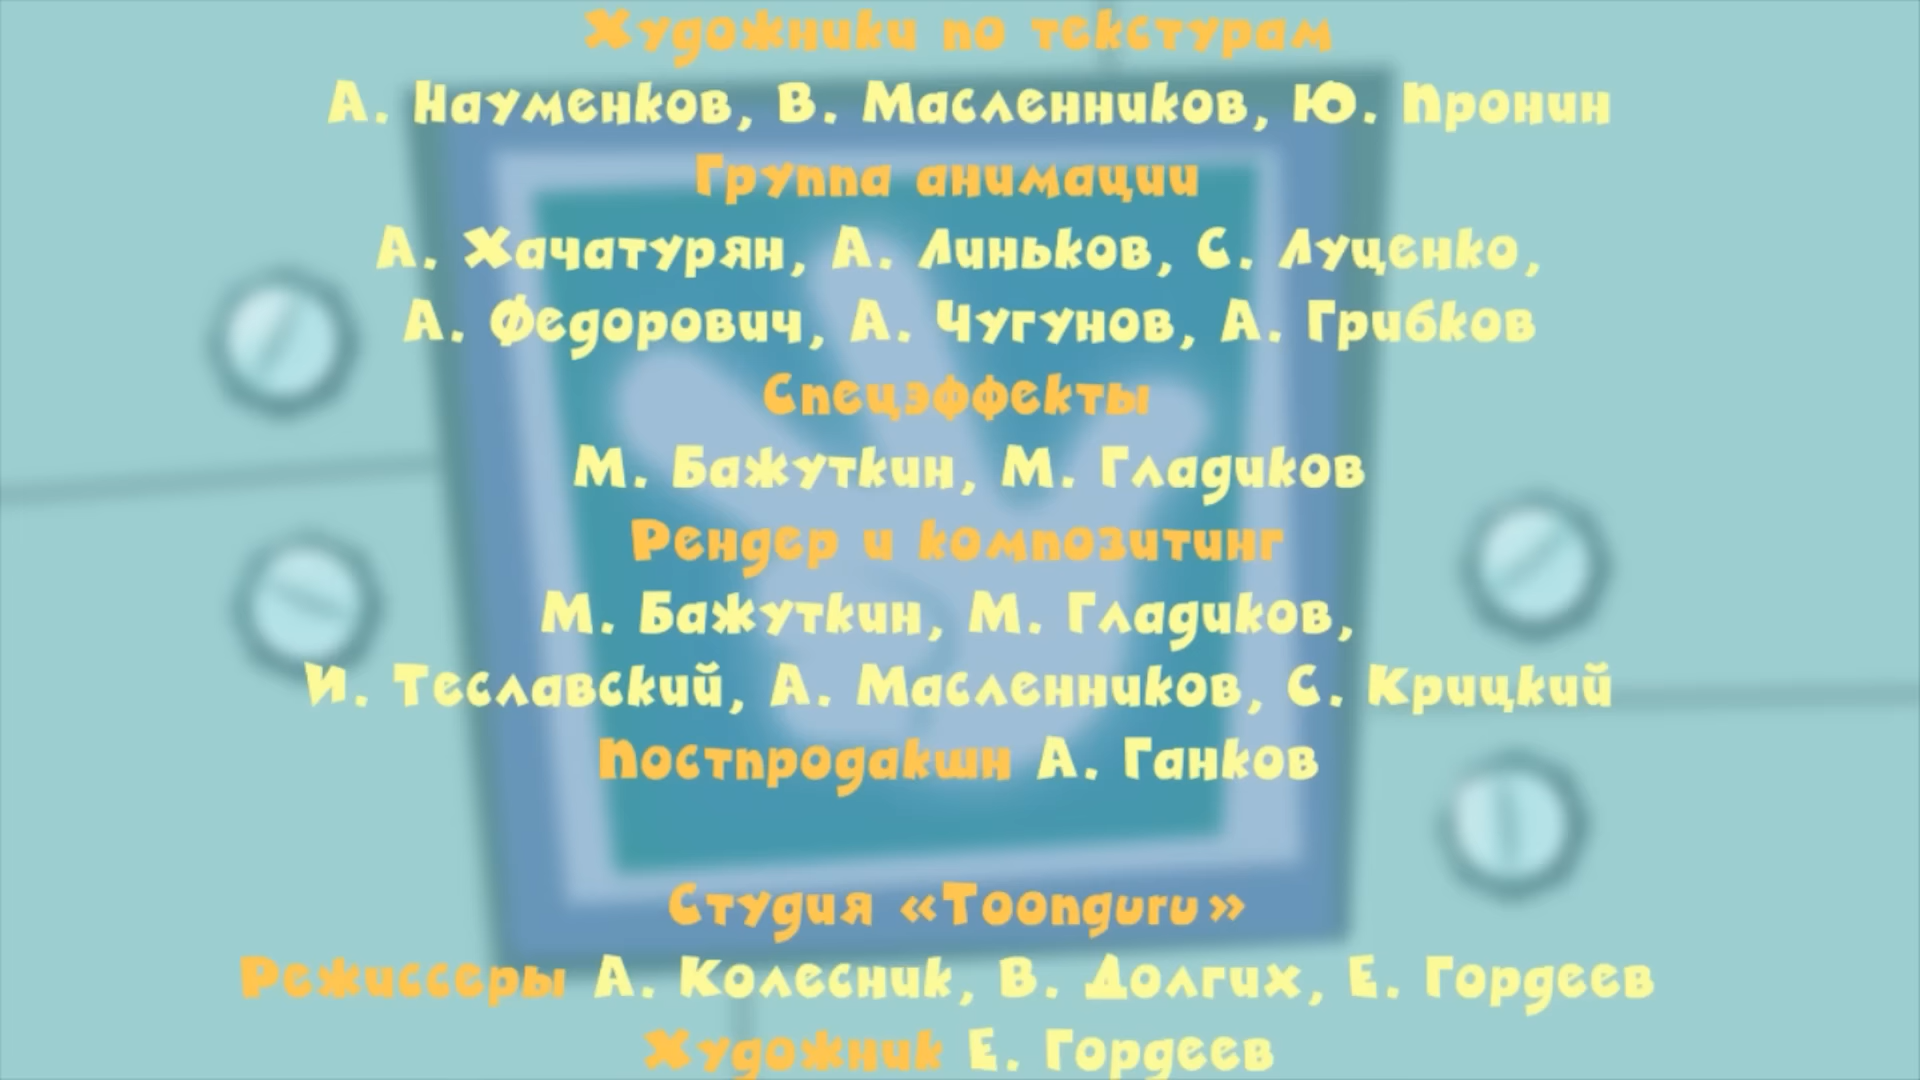 Художники по текстурам
А. Науменков, В. Масленников, Ю. Пронин
Группа анимации
А. Хачатурян, А. Линьков, С. Луценко,
А. Федорович, А. Чугунов, А. Грибков
Спецэффекты
М. Бажуткин, М. Гладиков
Рендер и композитинг
М. Бажуткин, М. Гладиков,
И. Теславский, А. Масленников, С. Крицкий
Постпродакшн А. Ганков
Студия «Toonguru»
Режиссеры А. Колесник, В. Долгих, Е. Гордеев
Художник Е. Гордеев